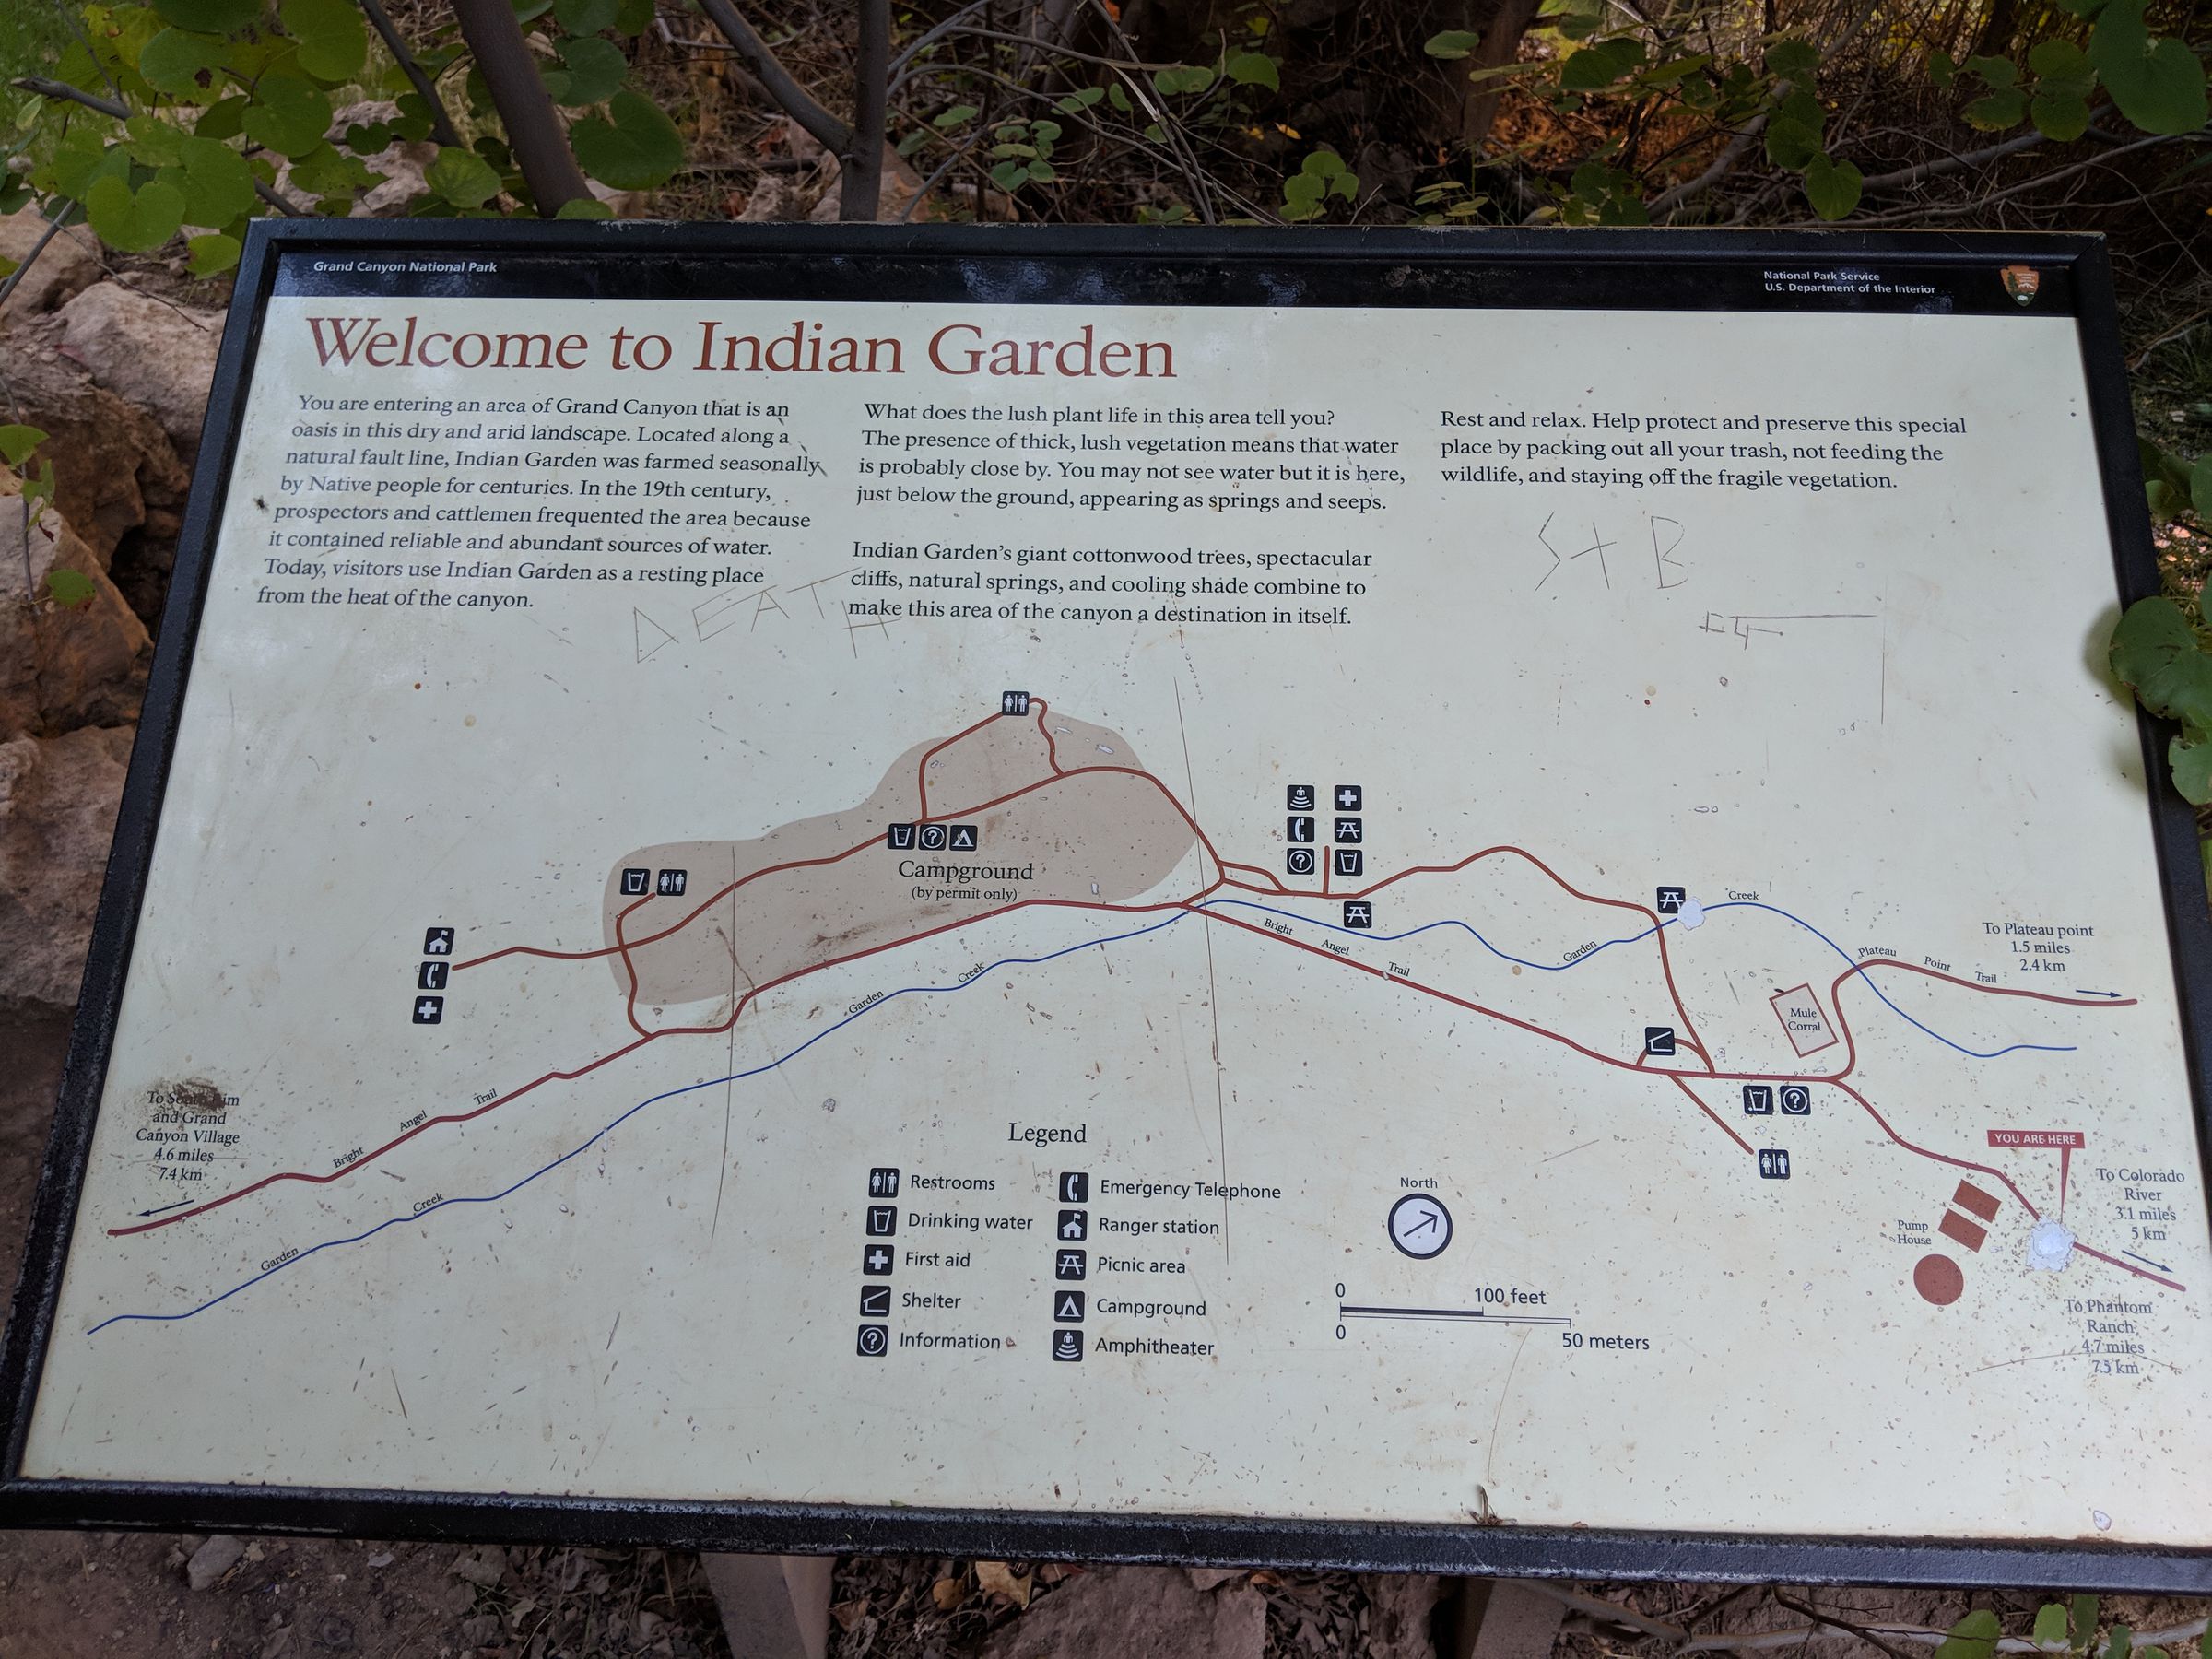 Grand Canyon National Park
National Park Service
U.S. Department of the Interior
Welcome to Indian Garden
You are entering an area of Grand Canyon that is an
oasis in this dry and arid landscape. Located along a
natural fault line, Indian Garden was farmed seasonally
by Native people for centuries. In the 19th century,
prospectors and cattlemen frequented the area because
it contained reliable and abundant sources of water.
Today, visitors use Indian Garden as a resting place
from the heat of the canyon.
What does the lush plant life in this area tell you?
The presence of thick, lush vegetation means that water
is probably close by. You may not see water but it is here,
just below the ground, appearing as springs and seeps.
Indian Garden's giant cottonwood trees, spectacular
cliffs, natural springs, and cooling shade combine to
make this area of the canyon a destination in itself.
Rest and relax. Help protect and preserve this special
place by packing out all your trash, not feeding the
wildlife, and staying off the fragile vegetation.
S + B
DEATH
Campground
(by permit only)
Bright Angel Trail
Garden Creek
Garden Creek
Plateau Point Trail
To Plateau point
1.5 miles
2.4 km
Mule
Corral
To South Rim
and Grand
Canyon Village
4.6 miles
7.4 km
Bright Angel Trail
Garden Creek
YOU ARE HERE
Pump
House
To Colorado
River
3.1 miles
5 km
To Phantom
Ranch
4.7 miles
7.5 km
Legend
Restrooms
Drinking water
First aid
Shelter
Information
Emergency Telephone
Ranger station
Picnic area
Campground
Amphitheater
North
0 100 feet
0 50 meters